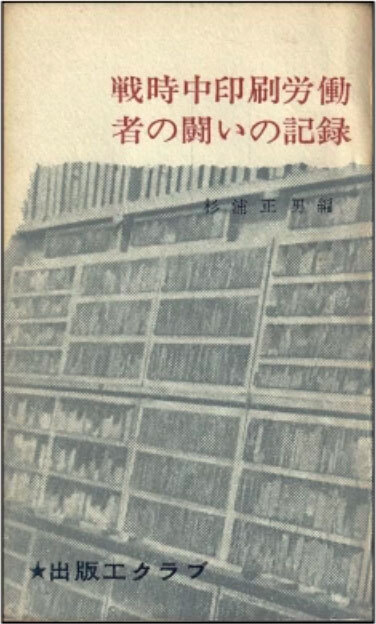 戦時中印刷労働
者の闘いの記録
杉浦正男編
★出版工クラブ